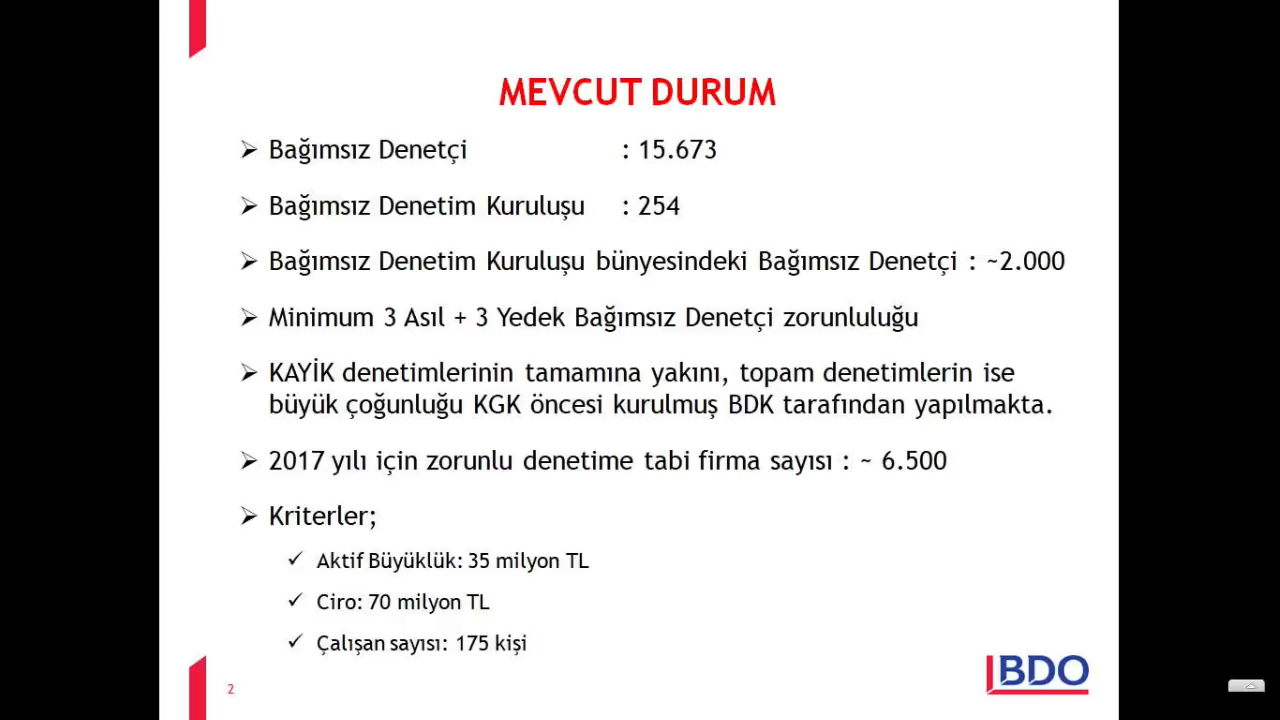 MEVCUT DURUM
Bağımsız Denetçi : 15.673
Bağımsız Denetim Kuruluşu : 254
Bağımsız Denetim Kuruluşu bünyesindeki Bağımsız Denetçi : ~2.000
Minimum 3 Asıl + 3 Yedek Bağımsız Denetçi zorunluluğu
KAYİK denetimlerinin tamamına yakını, topam denetimlerin ise
büyük çoğunluğu KGK öncesi kurulmuş BDK tarafından yapılmakta.
2017 yılı için zorunlu denetime tabi firma sayısı : ~ 6.500
Kriterler;
Aktif Büyüklük: 35 milyon TL
Ciro: 70 milyon TL
Çalışan sayısı: 175 kişi
2
BDO